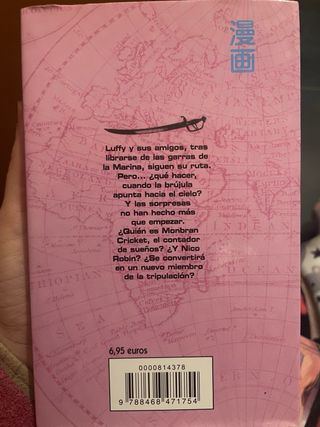 漫画
Luffy y sus amigos, tras
librarse de las garras de
la Marina, siguen su ruta.
Pero... ¿qué hacer,
cuando la brújula
apunta hacia el cielo?
Y las sorpresas
no han hecho más
que empezar.
¿Quién es Monbran
Cricket, el contador
de sueños? ¿Y Nico
Robin? ¿Se convertirá
en un nuevo miembro
de la tripulación?
6,95 euros
0000814378
9 788468 471754